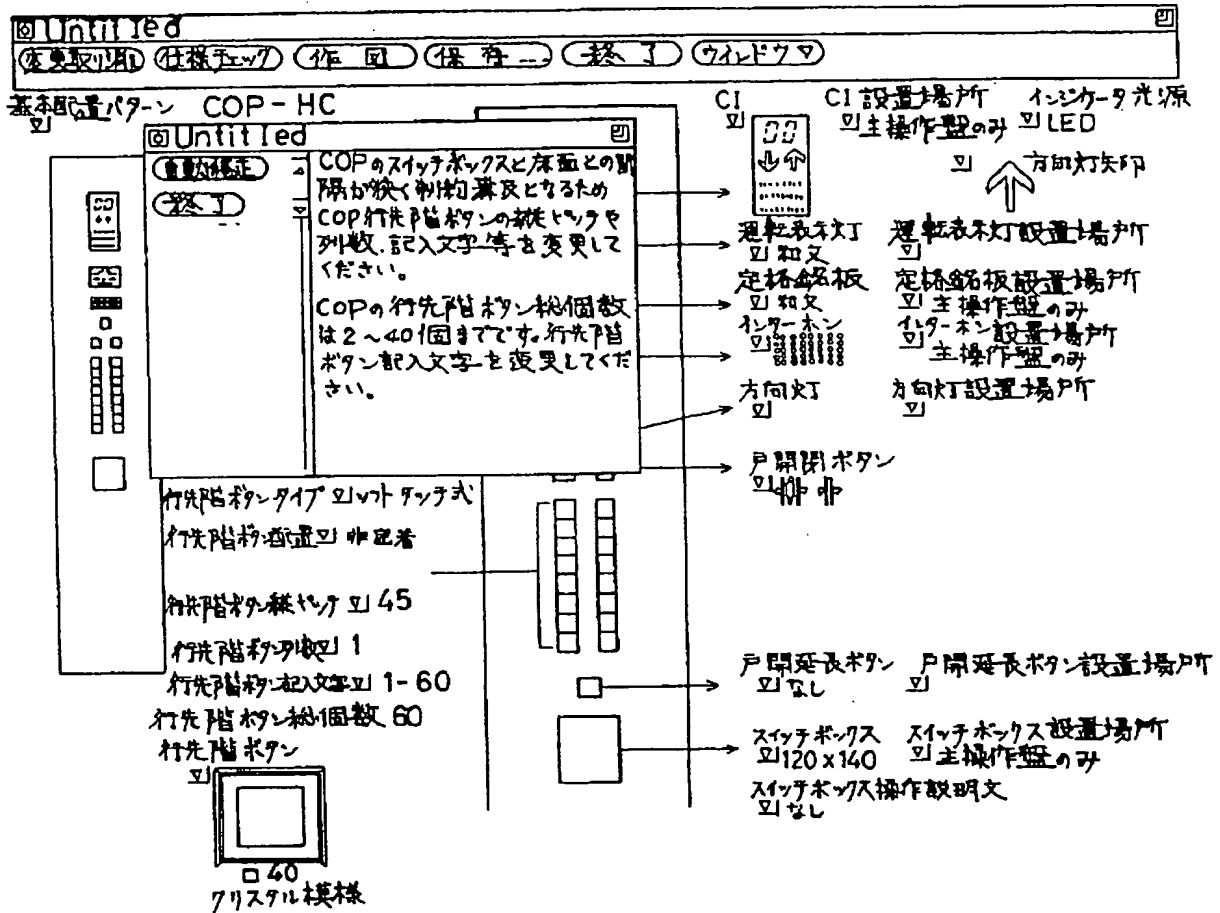 Untitled
変更取り消し 仕様チェック 作 図 保 存 ... 終 了 ウインドウ▽
基本配置パターン COP-HC
CI
CI設置場所
主操作盤のみ
インジケータ光源
LED
方向灯矢印
Untitled
自動修正
終 了
COPのスイッチボックスと床面との間
隔が狭く制約違反となるため
COP行先階ボタンの縦ピッチや
列数、記入文字等を変更して
ください。
COPの行先階ボタン総個数
は2〜40個までです。行先階
ボタン記入文字を変更してくだ
さい。
運転表示灯
和文
運転表示灯設置場所
定格銘板
和文
定格銘板設置場所
主操作盤のみ
インターホン
インターホン設置場所
主操作盤のみ
方向灯
方向灯設置場所
戸開閉ボタン
行先階ボタンタイプ ソフトタッチ式
行先階ボタン配置
行先階ボタン縦ピッチ 45
行先階ボタン列数 1
行先階ボタン記入文字 1-60
行先階ボタン総個数 60
行先階ボタン
□40
クリスタル模様
戸開延長ボタン
なし
戸開延長ボタン設置場所
スイッチボックス
120x140
スイッチボックス設置場所
主操作盤のみ
スイッチボックス操作説明文
なし